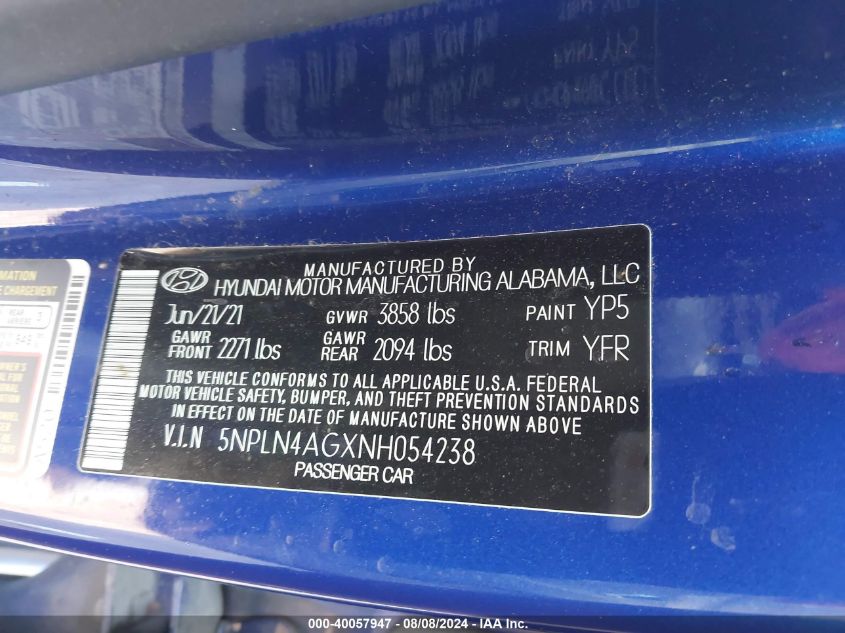 MANUFACTURED BY
HYUNDAI MOTOR MANUFACTURING ALABAMA, LLC
Jun/21/21 GVWR 3858 lbs PAINT YP5
GAWR FRONT 2271 lbs GAWR REAR 2094 lbs TRIM YFR
THIS VEHICLE CONFORMS TO ALL APPLICABLE U.S.A. FEDERAL
MOTOR VEHICLE SAFETY, BUMPER, AND THEFT PREVENTION STANDARDS
IN EFFECT ON THE DATE OF MANUFACTURE SHOWN ABOVE
V.I.N 5NPLN4AGXNH054238
PASSENGER CAR
REAR
000-40057947 - 08/08/2024 - IAA Inc.